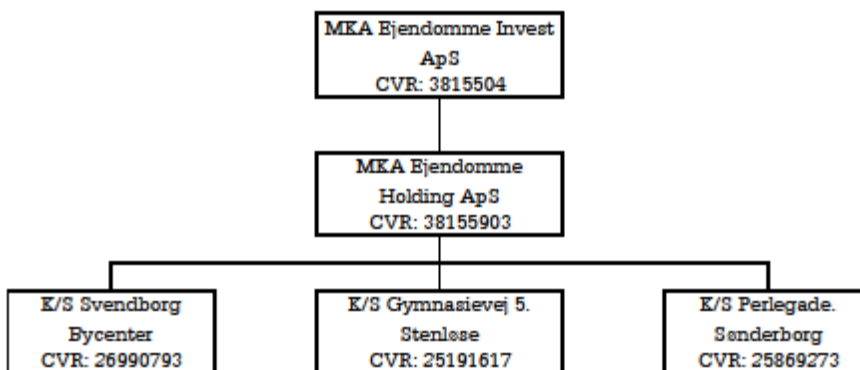 MKA Ejendomme Invest
ApS
CVR: 3815504
MKA Ejendomme
Holding ApS
CVR: 38155903
K/S Svendborg
Bycenter
CVR: 26990793
K/S Gymnasievej 5.
Stenløse
CVR: 25191617
K/S Perlegade.
Sønderborg
CVR: 25869273